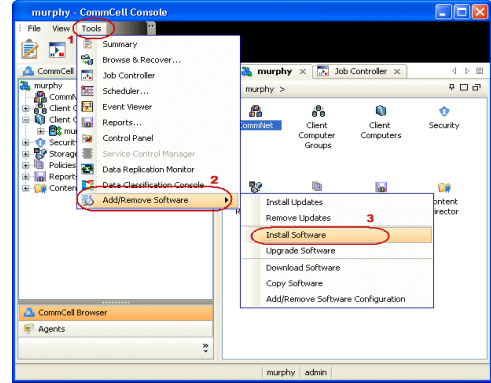 murphy - CommCell Console
File View Tools
1
CommCell
murphy
CommN
Client C
Client C
mu
Securit
Storage
Policies
Report
Conten
Summary
Browse & Recover...
Job Controller
Scheduler...
Event Viewer
Reports...
Control Panel
Service Control Manager
Data Replication Monitor
Data Classification Console
2
Add/Remove Software
murphy
Job Controller
murphy >
CommNet
Client Computer Groups
Client Computers
Security
R
ontent
irector
Install Updates
Remove Updates
3
Install Software
Upgrade Software
Download Software
Copy Software
Add/Remove Software Configuration
CommCell Browser
Agents
murphy admin